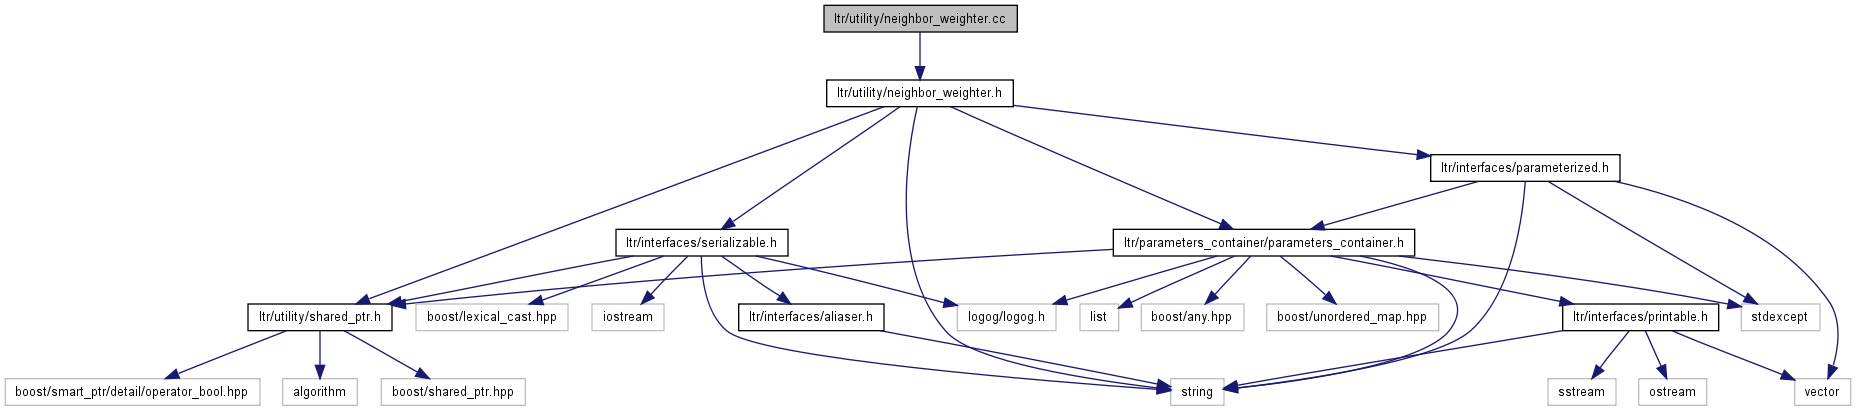 ltr/utility/neighbor_weighter.cc
ltr/utility/neighbor_weighter.h
ltr/interfaces/parameterized.h
ltr/interfaces/serializable.h
ltr/parameters_container/parameters_container.h
ltr/utility/shared_ptr.h
boost/lexical_cast.hpp
iostream
ltr/interfaces/aliaser.h
logog/logog.h
list
boost/any.hpp
boost/unordered_map.hpp
ltr/interfaces/printable.h
stdexcept
boost/smart_ptr/detail/operator_bool.hpp
algorithm
boost/shared_ptr.hpp
string
sstream
ostream
vector